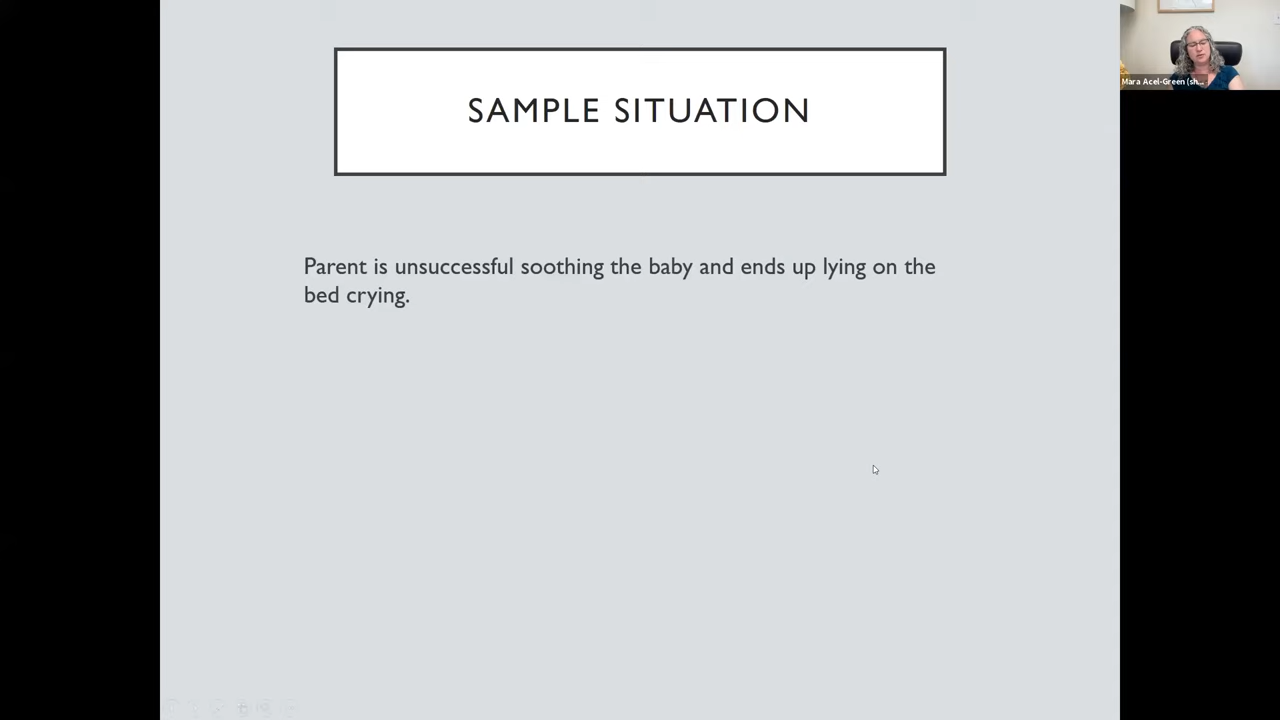 SAMPLE SITUATION
Mara Acel-Green (sh...
Parent is unsuccessful soothing the baby and ends up lying on the
bed crying.